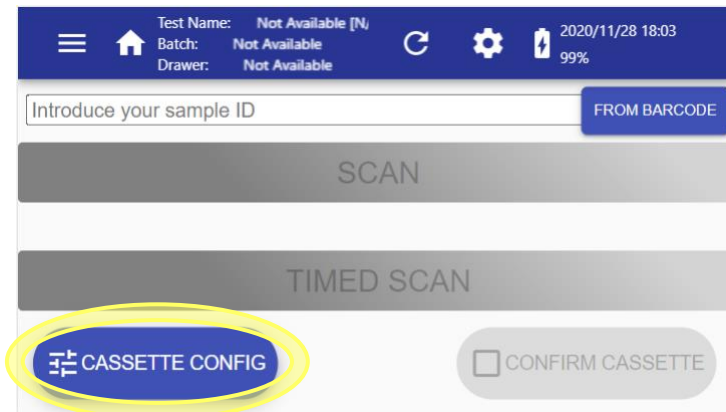 Test Name: Not Available [N/
Batch: Not Available
Drawer: Not Available
2020/11/28 18:03
99%
Introduce your sample ID
FROM BARCODE
SCAN
TIMED SCAN
CASSETTE CONFIG
CONFIRM CASSETTE